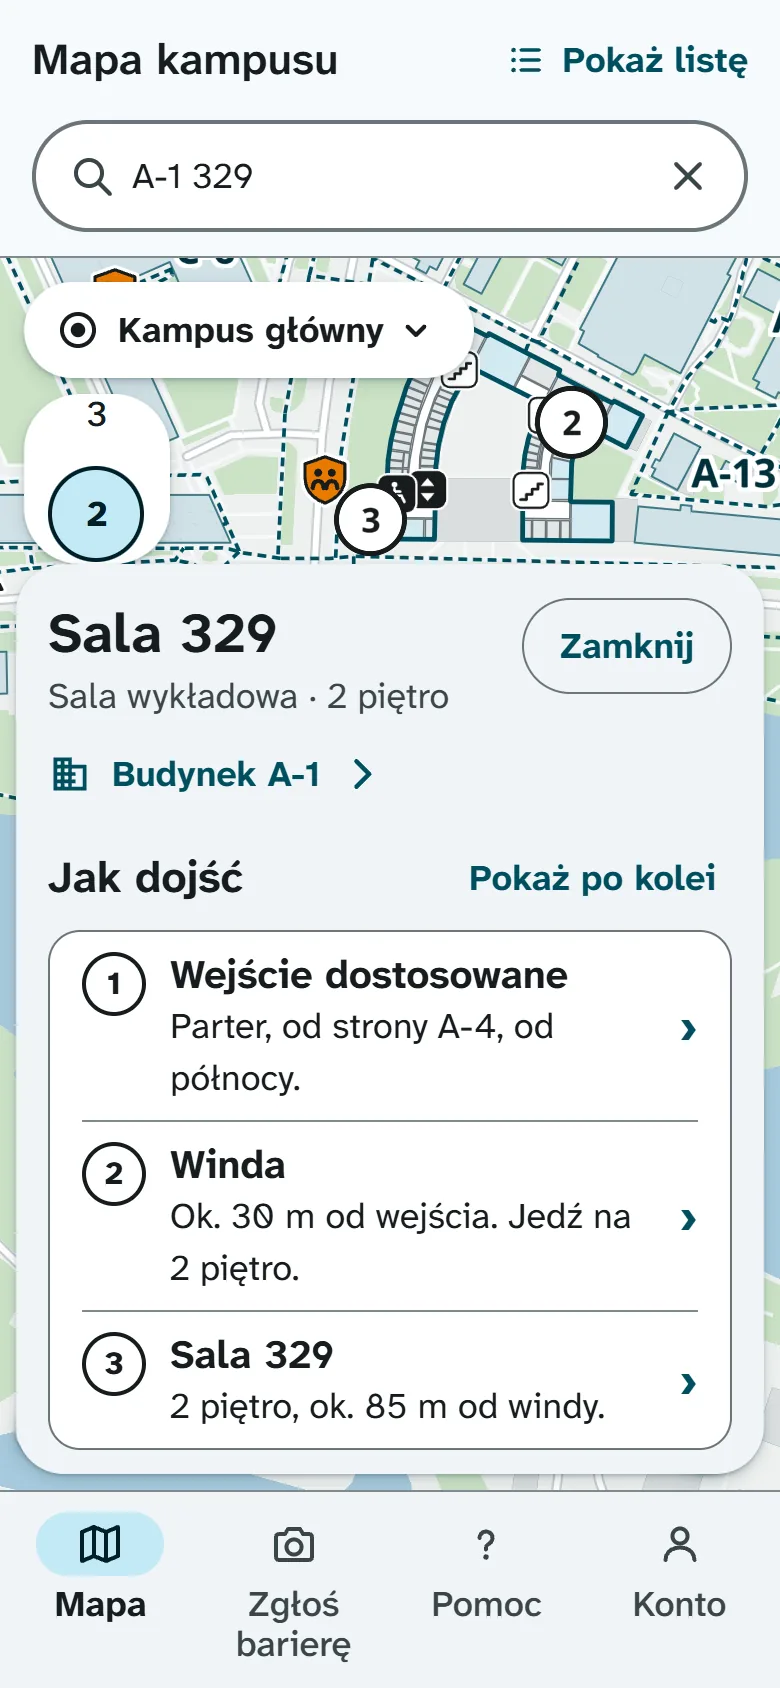 Mapa kampusu
Pokaż listę
A-1 329
Kampus główny
3
2
2
3
A-13
Sala 329
Zamknij
Sala wykładowa · 2 piętro
Budynek A-1
Jak dojść
Pokaż po kolei
1
Wejście dostosowane
Parter, od strony A-4, od
północy.
2
Winda
Ok. 30 m od wejścia. Jedź na
2 piętro.
3
Sala 329
2 piętro, ok. 85 m od windy.
Mapa
Zgłoś
barierę
Pomoc
Konto